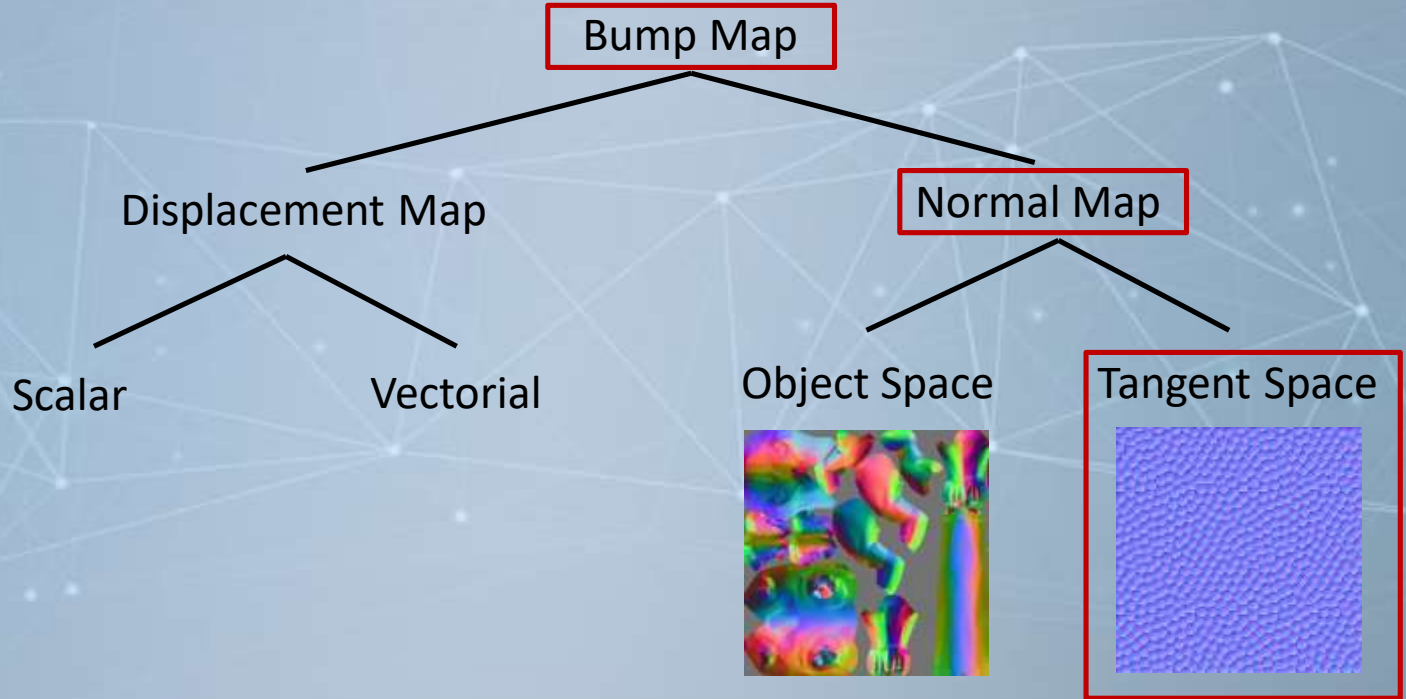 Bump Map
Displacement Map
Normal Map
Scalar
Vectorial
Object Space
Tangent Space